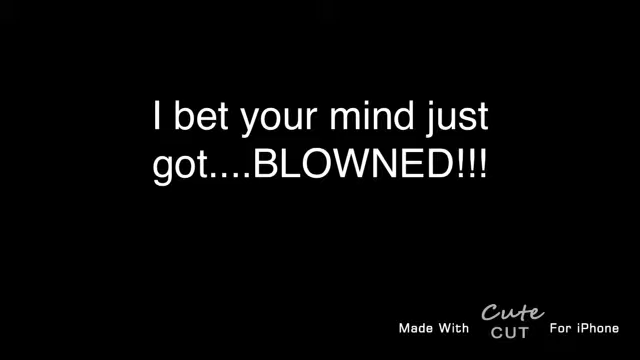 I bet your mind just
got....BLOWNED!!!
Made With Cute CUT For iPhone